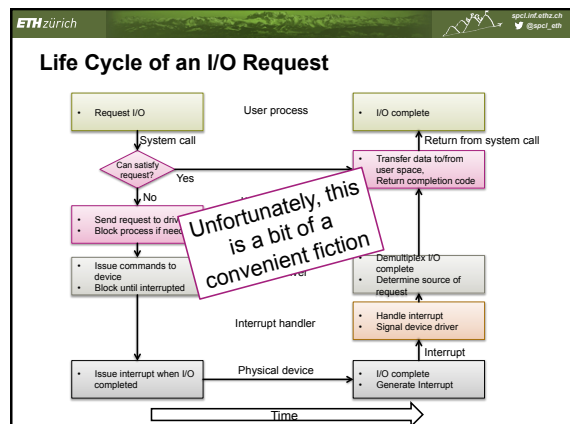 ETH zürich
spcl.inf.ethz.ch
@spcl_eth
Life Cycle of an I/O Request
• Request I/O
User process
• I/O complete
System call
Return from system call
Can satisfy
request?
Yes
• Transfer data to/from
user space,
Return completion code
No
• Send request to
• Block process if
Unfortunately, this
is a bit of a
convenient fiction
• Issue commands to
device
• Block until interrupted
• Demultiplex I/O
complete
• Determine source of
request
Interrupt handler
• Handle interrupt
• Signal device driver
Interrupt
• Issue interrupt when I/O
completed
Physical device
• I/O complete
• Generate Interrupt
Time